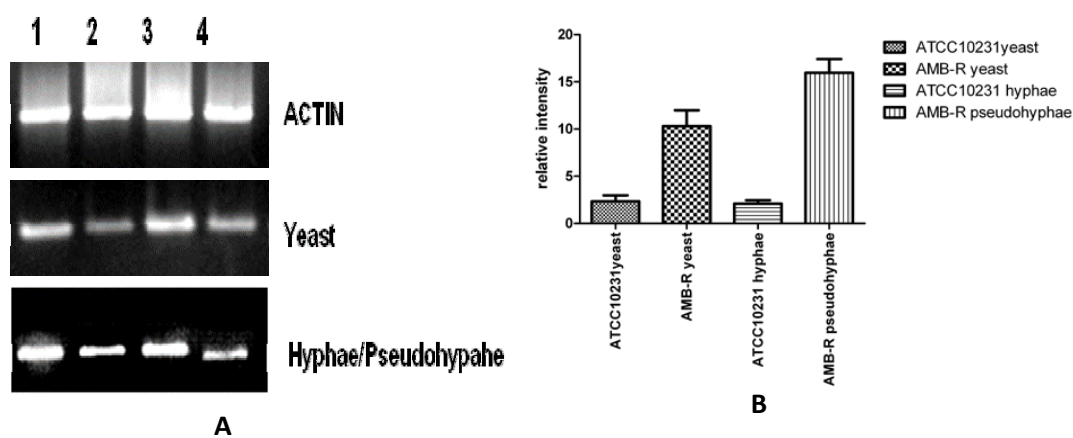 1 2 3 4
ACTIN
Yeast
Hyphae/Pseudohypahe
A
20
15
10
5
0
relative intensity
ATCC10231yeast
AMB-R yeast
ATCC10231 hyphae
AMB-R pseudohyphae
ATCC10231yeast
AMB-R yeast
ATCC10231 hyphae
AMB-R pseudohyphae
B